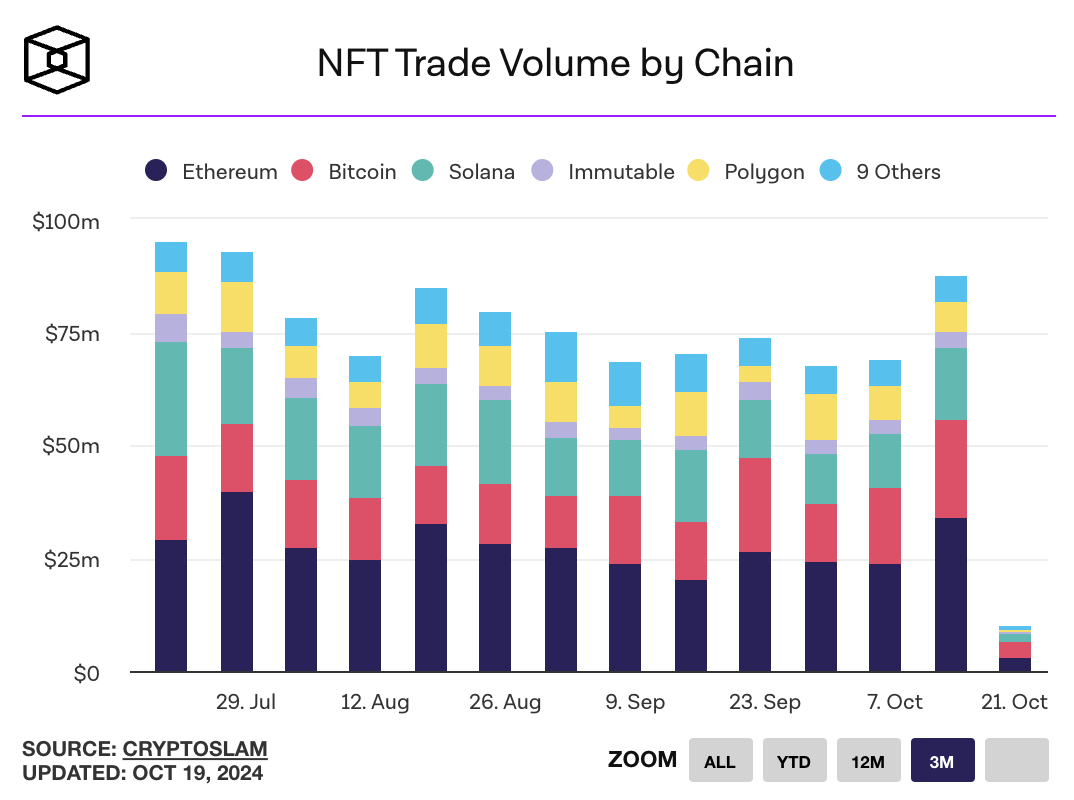 NFT Trade Volume by Chain
Ethereum Bitcoin Solana Immutable Polygon 9 Others
$100m
$75m
$50m
$25m
$0
29. Jul 12. Aug 26. Aug 9. Sep 23. Sep 7. Oct 21. Oct
SOURCE: CRYPTOSLAM
UPDATED: OCT 19, 2024
ZOOM ALL YTD 12M 3M